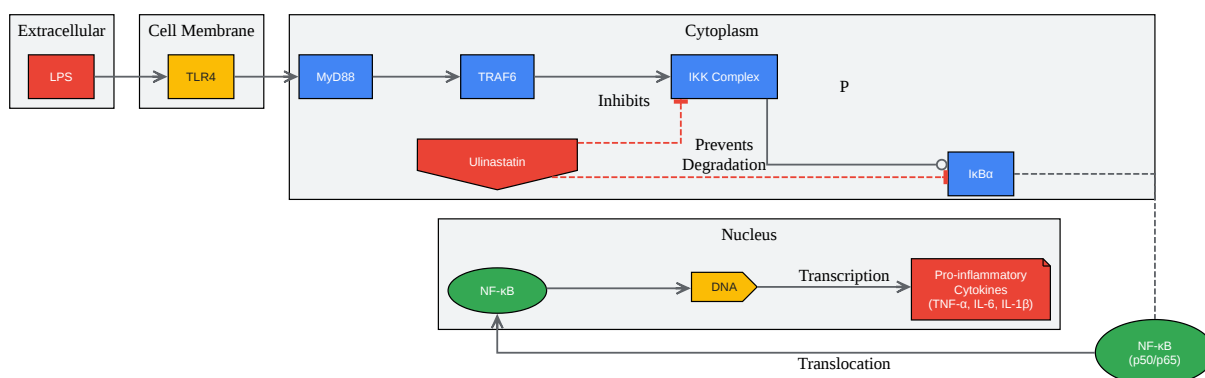 Extracellular
Cell Membrane
Cytoplasm
LPS
TLR4
MyD88
TRAF6
IKK Complex
P
Inhibits
Prevents
Degradation
Ulinastatin
IκBα
Nucleus
NF-κB
DNA
Transcription
Pro-inflammatory
Cytokines
(TNF-α, IL-6, IL-1β)
NF-κB
(p50/p65)
Translocation